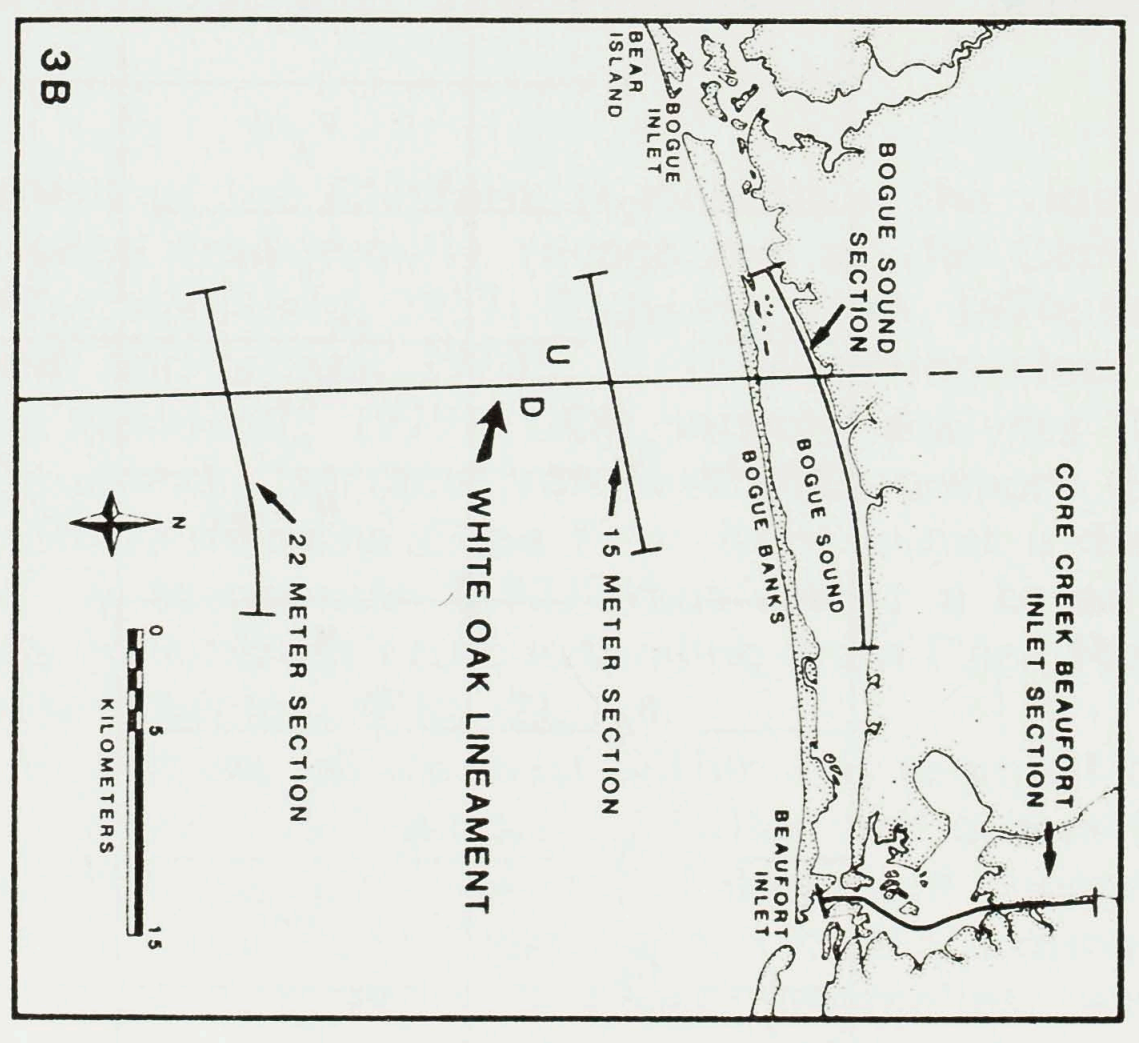 3B
BEAR
ISLAND
BOGUE
INLET
BOGUE SOUND
SECTION
CORE CREEK BEAUFORT
INLET SECTION
BOGUE SOUND
BOGUE BANKS
BEAUFORT
INLET
U
D
15 METER SECTION
WHITE OAK LINEAMENT
22 METER SECTION
N
0 5 15
KILOMETERS